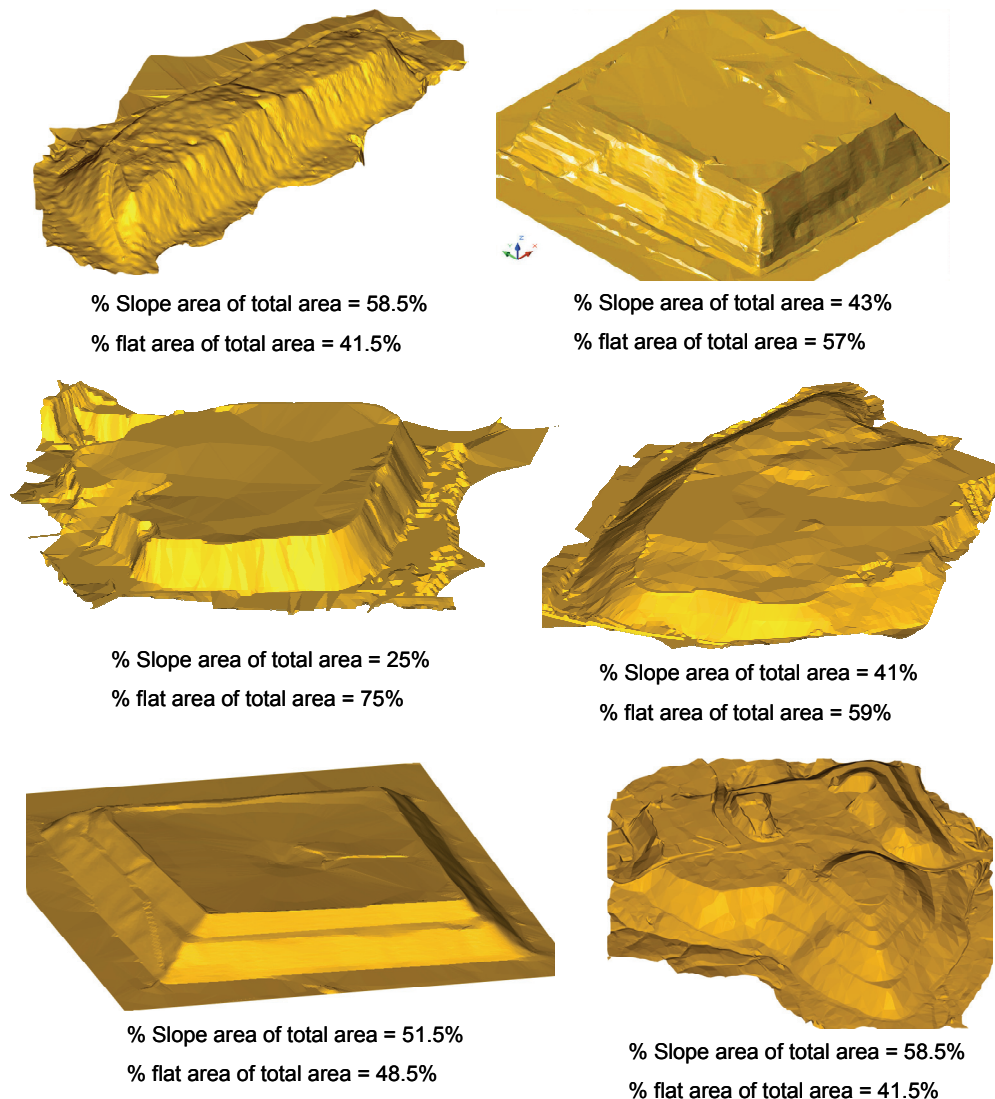 % Slope area of total area = 58.5%
% flat area of total area = 41.5%
Z
Y
X
% Slope area of total area = 43%
% flat area of total area = 57%
% Slope area of total area = 25%
% flat area of total area = 75%
% Slope area of total area = 41%
% flat area of total area = 59%
% Slope area of total area = 51.5%
% flat area of total area = 48.5%
% Slope area of total area = 58.5%
% flat area of total area = 41.5%